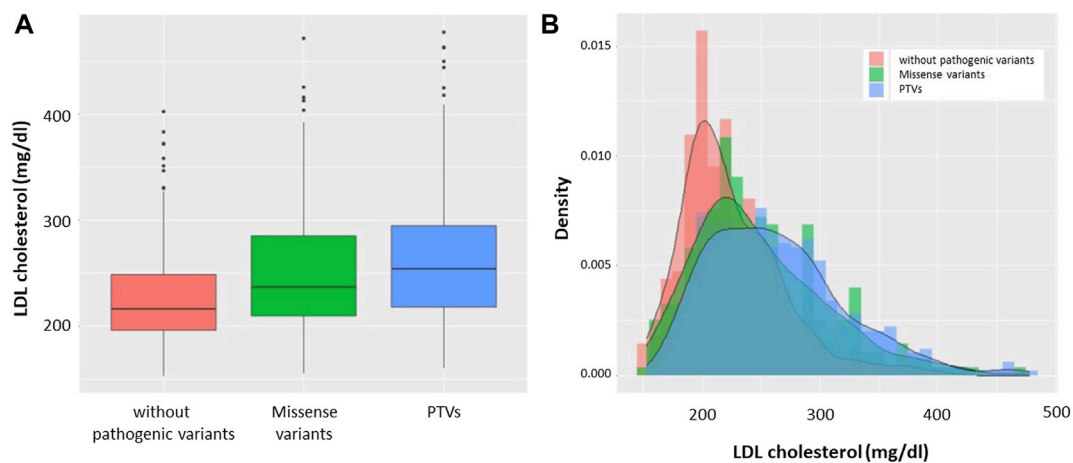 A
LDL cholesterol (mg/dl)
400
300
200
without
pathogenic variants
Missense
variants
PTVs
B
Density
0.015
0.010
0.005
0.000
without pathogenic variants
Missense variants
PTVs
200
300
400
500
LDL cholesterol (mg/dl)